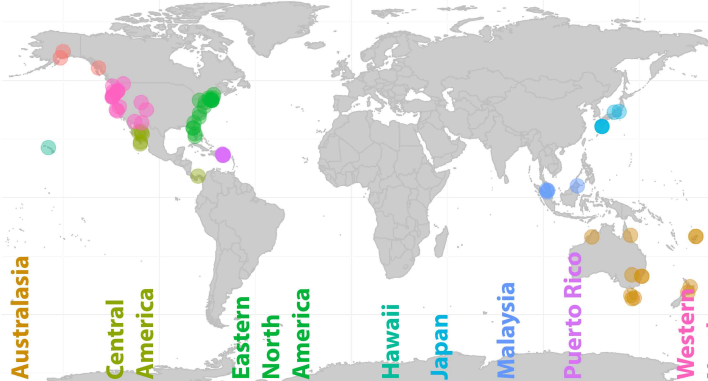 Australasia
Central
America
Eastern
North
America
Hawaii
Japan
Malaysia
Puerto Rico
Western